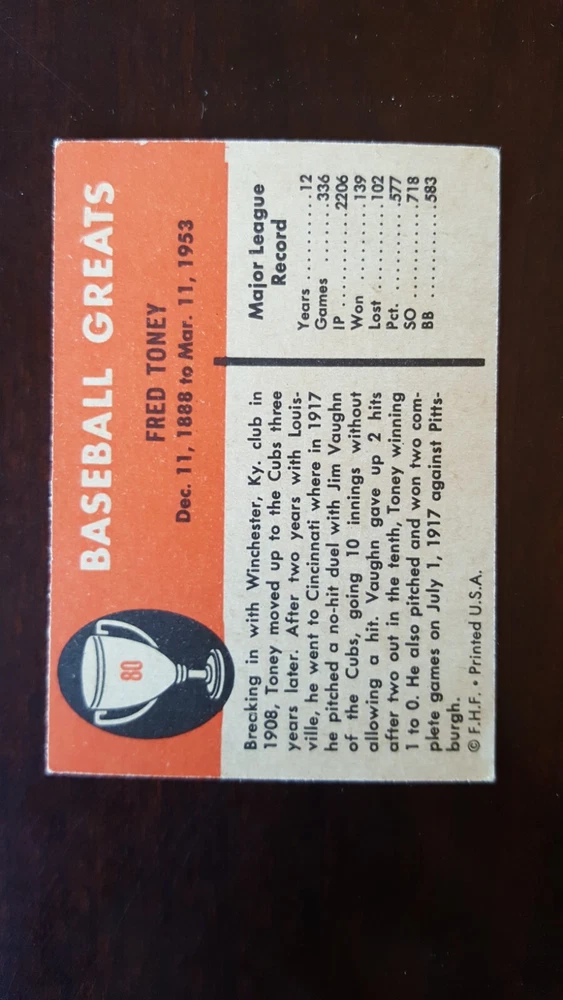 80
BASEBALL GREATS
FRED TONEY
Dec. 11, 1888 to Mar. 11, 1953
Breaking in with Winchester, Ky. club in
1908, Toney moved up to the Cubs three
years later. After two years with Louis-
ville, he went to Cincinnati where in 1917
he pitched a no-hit duel with Jim Vaughn
of the Cubs, going 10 innings without
allowing a hit. Vaughn gave up 2 hits
after two out in the tenth, Toney winning
1 to 0. He also pitched and won two com-
plete games on July 1, 1917 against Pitts-
burgh.
© F.H.F. • Printed U.S.A.
Major League
Record
Years ............ 12
Games ........ 336
IP ............ 2206
Won ........ 139
Lost .......... 102
Pct. .......... .577
SO ............ 718
BB ............ 583